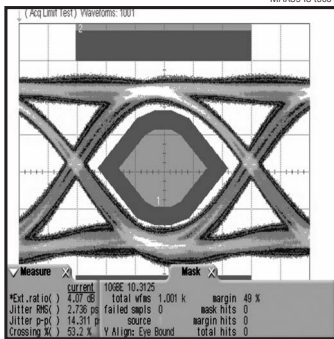 ( Acq Limit Test) Waveforms: 1001
2
1
Measure X
Mask X
current
*Ext.ratio( ) 4.07 dB
Jitter RMS( ) 2.736 ps
Jitter p-p( ) 14.311 p
Crossing %( ) 53.2 %
10GBE 10.3125
total wfms 1.001 k margin 49 %
failed smpls 0 mask hits 0
source margin hits 0
Y Align: Eye Bound total hits 0